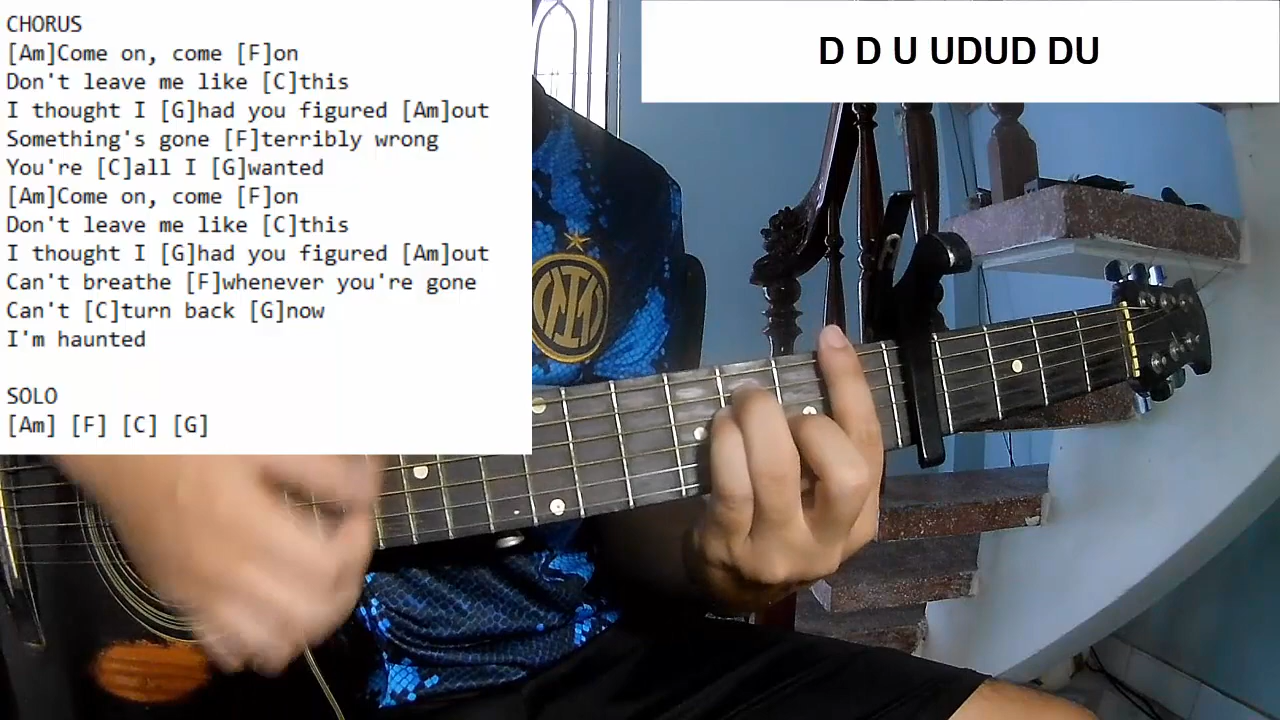 CHORUS
[Am]Come on, come [F]on
Don't leave me like [C]this
I thought I [G]had you figured [Am]out
Something's gone [F]terribly wrong
You're [C]all I [G]wanted
[Am]Come on, come [F]on
Don't leave me like [C]this
I thought I [G]had you figured [Am]out
Can't breathe [F]whenever you're gone
Can't [C]turn back [G]now
I'm haunted
SOLO
[Am] [F] [C] [G]
D D U UDUD DU